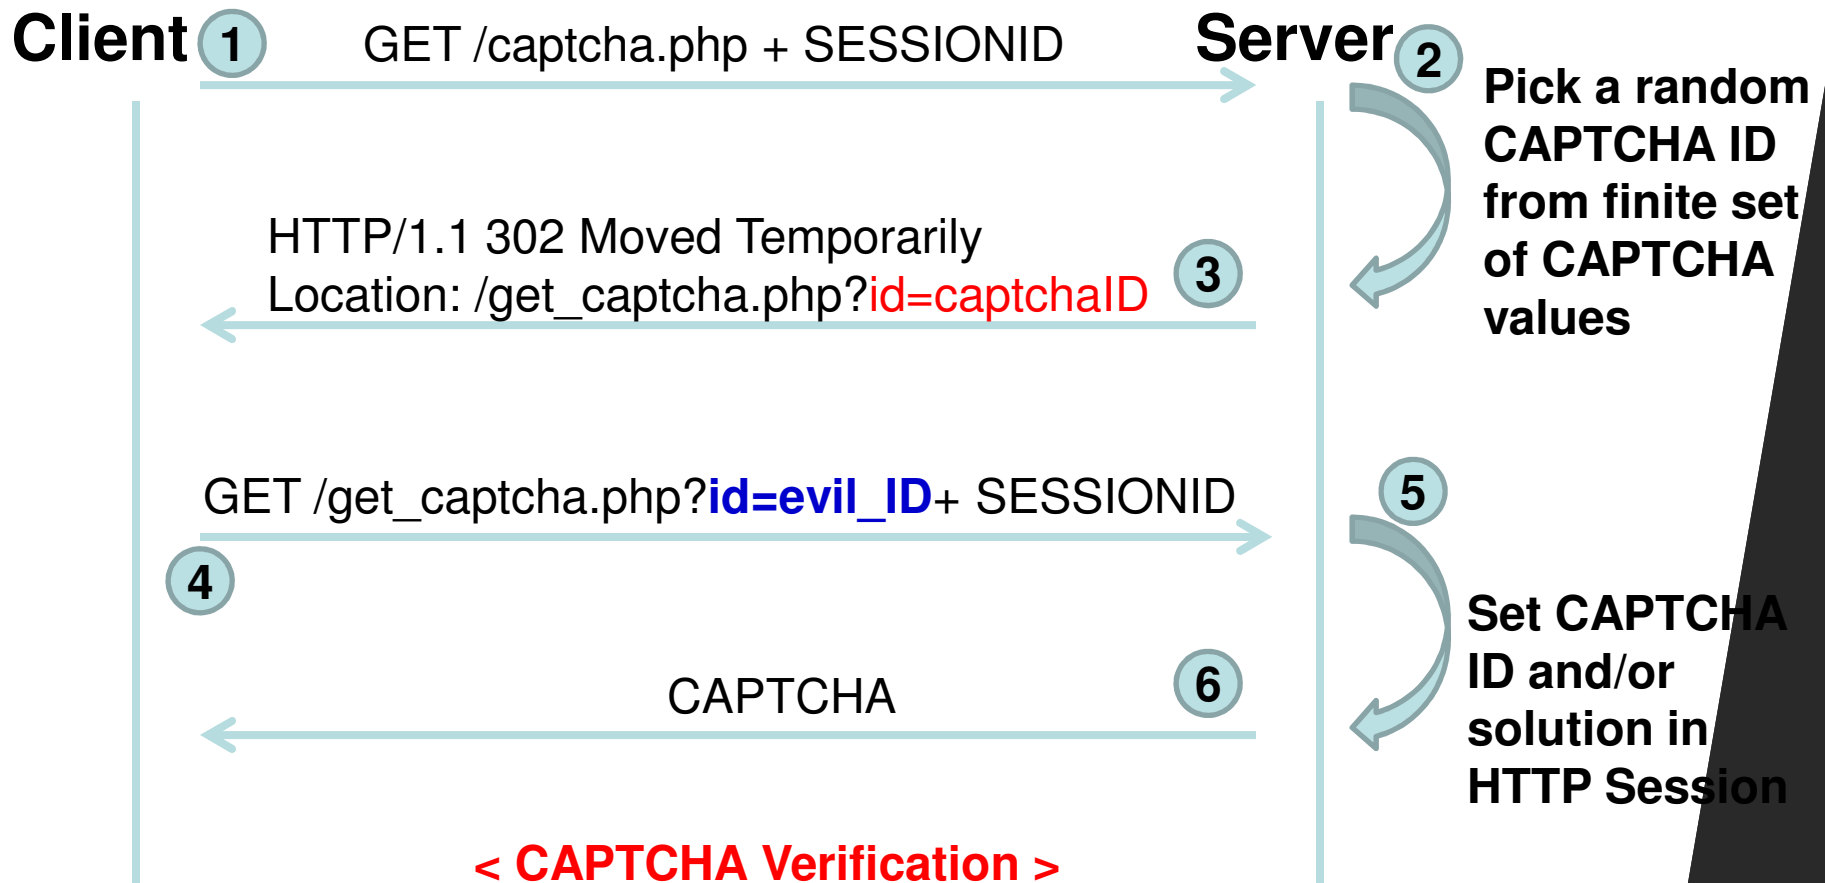 Client 1 GET /captcha.php + SESSIONID Server 2
Pick a random
CAPTCHA ID
from finite set
of CAPTCHA
values
HTTP/1.1 302 Moved Temporarily
Location: /get_captcha.php?id=captchaID
3
GET /get_captcha.php?id=evil_ID+ SESSIONID
4
5
Set CAPTCHA
ID and/or
solution in
HTTP Session
CAPTCHA
6
< CAPTCHA Verification >